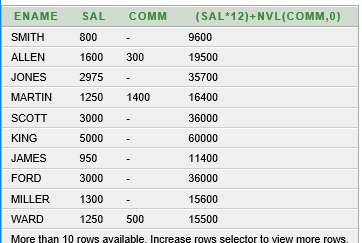 ENAME SAL COMM (SAL*12)+NVL(COMM,0)
SMITH 800 - 9600
ALLEN 1600 300 19500
JONES 2975 - 35700
MARTIN 1250 1400 16400
SCOTT 3000 - 36000
KING 5000 - 60000
JAMES 950 - 11400
FORD 3000 - 36000
MILLER 1300 - 15600
WARD 1250 500 15500
More than 10 rows available. Increase rows selector to view more rows.